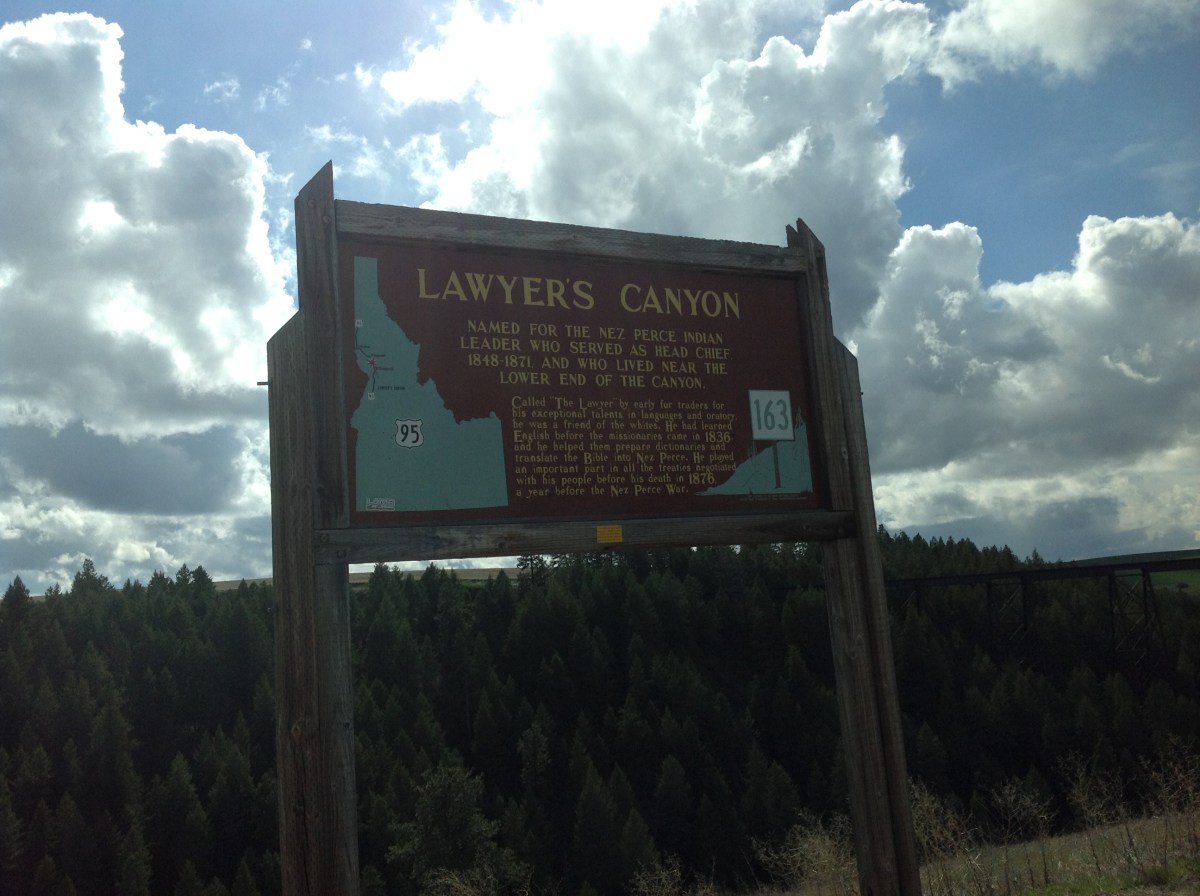 LAWYER'S CANYON
NAMED FOR THE NEZ PERCE INDIAN
LEADER WHO SERVED AS HEAD CHIEF
1848-1871, AND WHO LIVED NEAR THE
LOWER END OF THE CANYON.
Called "The Lawyer" by early fur traders for
his exceptional talents in languages and oratory,
he was a friend of the whites. He had learned
English before the missionaries came in 1836
and he helped them prepare dictionaries and
translate the Bible into Nez Perce. He played
an important part in all the treaties negotiated
with his people before his death in 1876,
a year before the Nez Perce War.
95
163